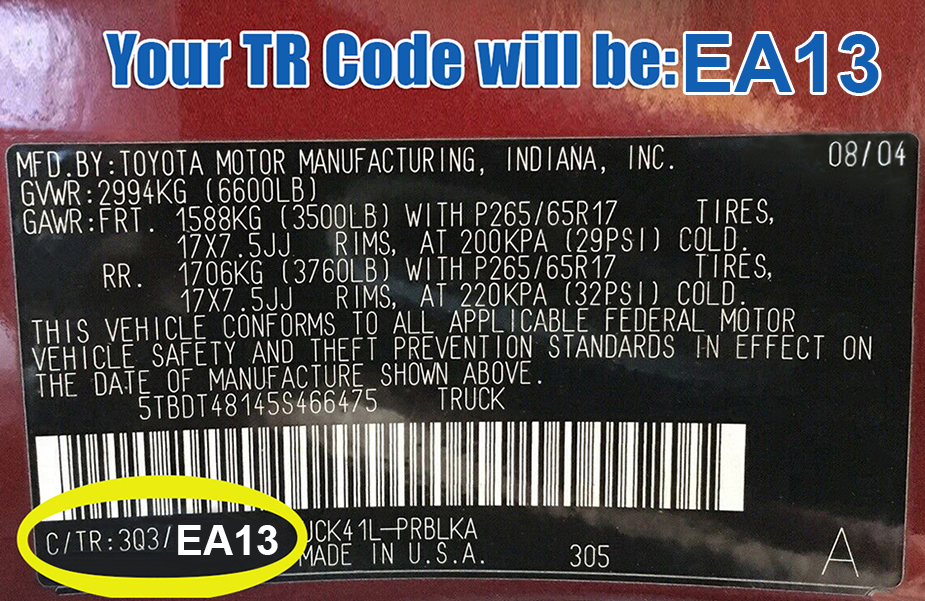 Your TR Code will be:EA13
MFD.BY:TOYOTA MOTOR MANUFACTURING, INDIANA, INC. 08/04
GVWR:2994KG (6600LB)
GAWR:FRT. 1588KG (3500LB) WITH P265/65R17 TIRES,
17X7.5JJ RIMS, AT 200KPA (29PSI) COLD.
RR. 1706KG (3760LB) WITH P265/65R17 TIRES,
17X7.5JJ RIMS, AT 220KPA (32PSI) COLD.
THIS VEHICLE CONFORMS TO ALL APPLICABLE FEDERAL MOTOR
VEHICLE SAFETY AND THEFT PREVENTION STANDARDS IN EFFECT ON
THE DATE OF MANUFACTURE SHOWN ABOVE.
5TBDT48145S466475 TRUCK
C/TR:3Q3/EA13 UCK41L-PRBLKA
MADE IN U.S.A. 305 A